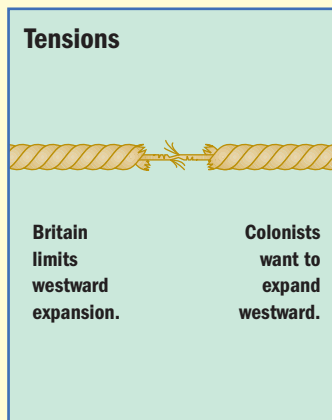 Tensions
Britain
limits
westward
expansion.
Colonists
want to
expand
westward.